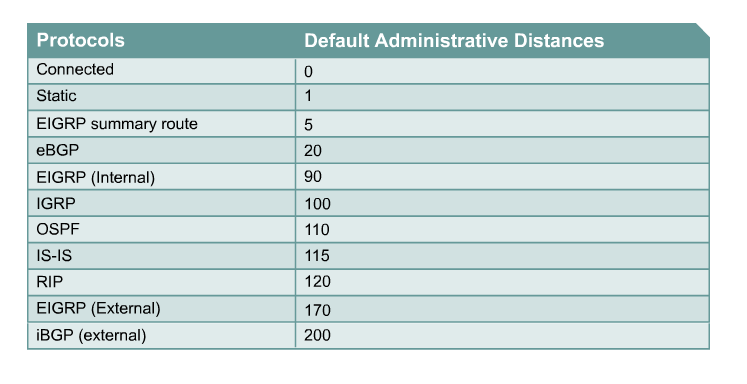 Protocols Default Administrative Distances
Connected 0
Static 1
EIGRP summary route 5
eBGP 20
EIGRP (Internal) 90
IGRP 100
OSPF 110
IS-IS 115
RIP 120
EIGRP (External) 170
iBGP (external) 200